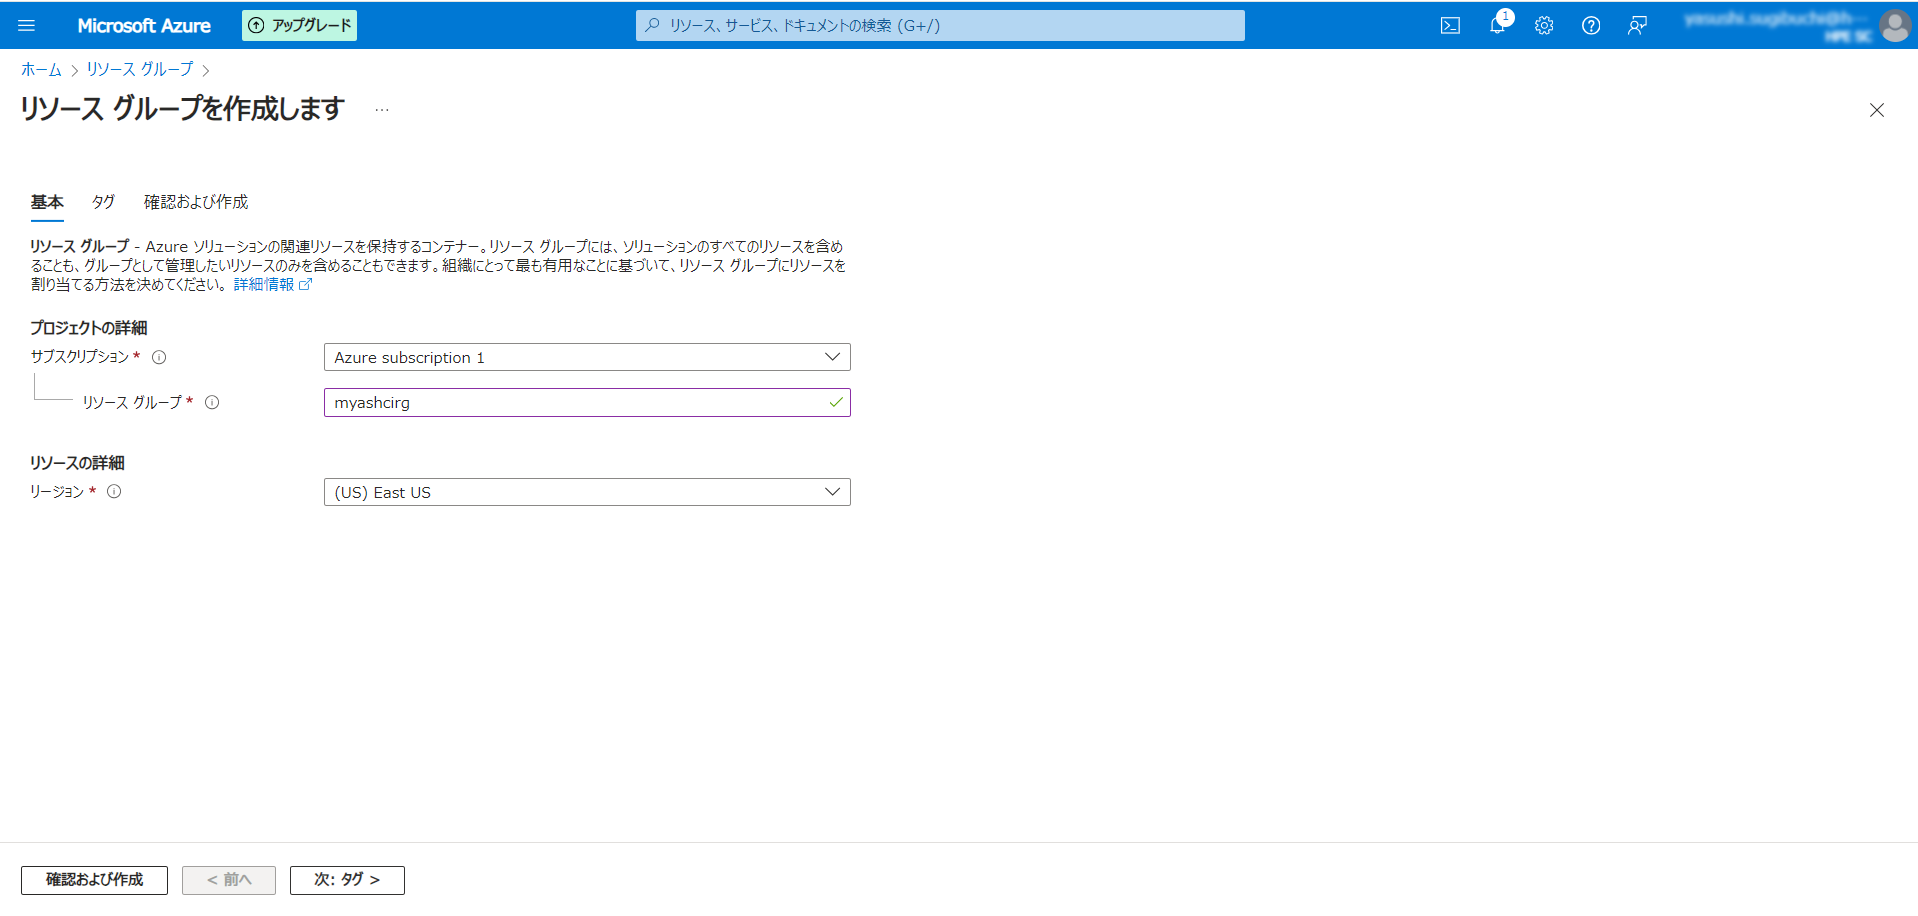 Microsoft Azure
アップグレード
リソース、サービス、ドキュメントの検索 (G+/)
1
ホーム > リソース グループ >
リソース グループを作成します ...
基本 タグ 確認および作成
リソース グループ - Azure ソリューションの関連リソースを保持するコンテナー。リソース グループには、ソリューションのすべてのリソースを含め
ることも、グループとして管理したいリソースのみを含めることもできます。組織にとって最も有用なことに基づいて、リソース グループにリソースを
割り当てる方法を決めてください。 詳細情報
プロジェクトの詳細
サブスクリプション *
Azure subscription 1
リソース グループ *
myashcirg
リソースの詳細
リージョン *
(US) East US
確認および作成
< 前へ
次: タグ >